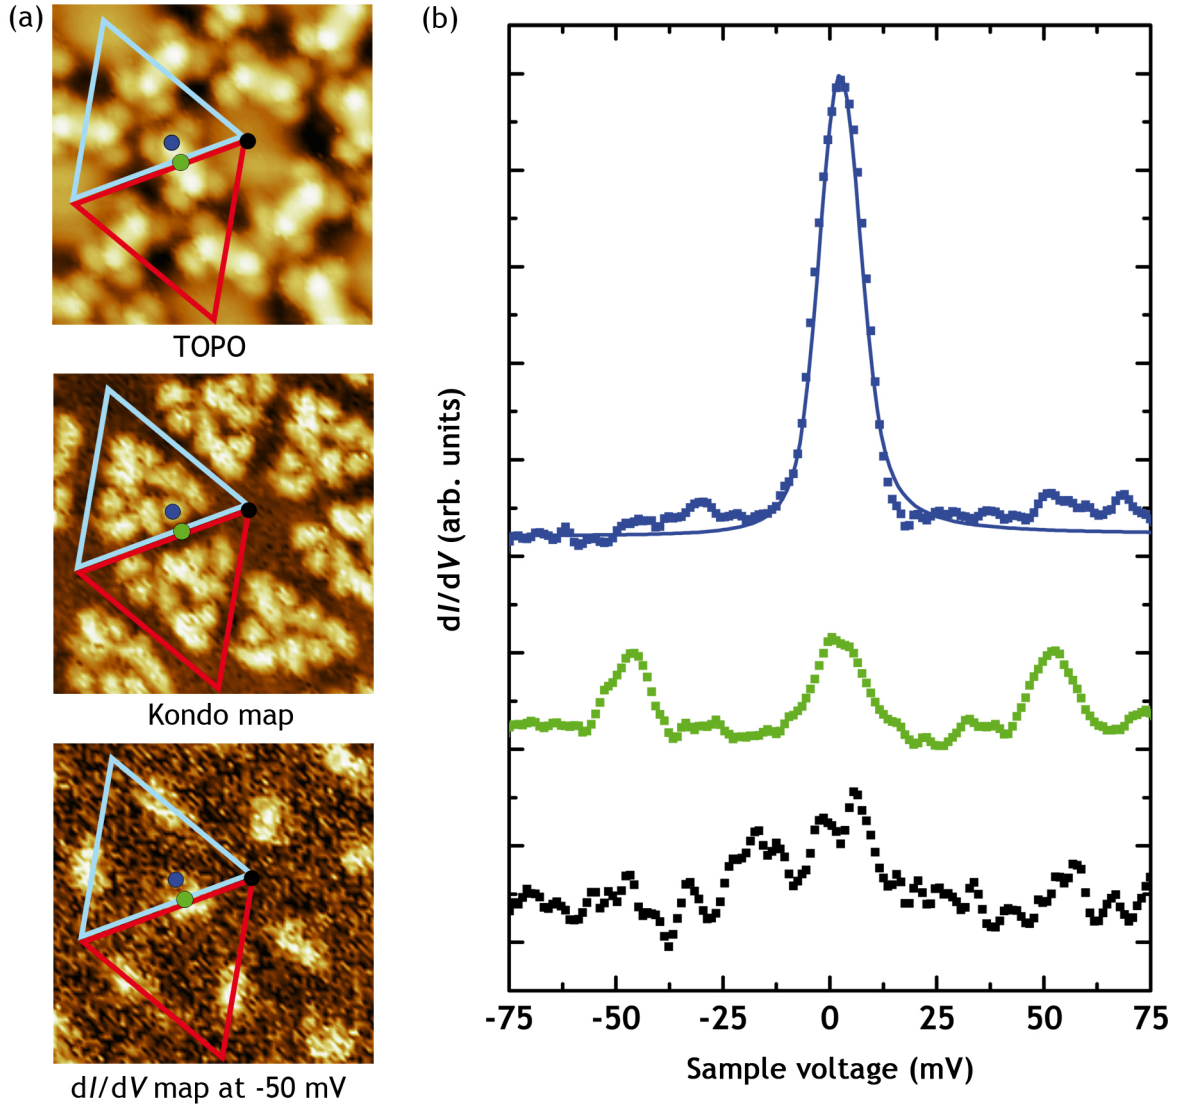 (a)
(b)
TOPO
Kondo map
dI/dV map at -50 mV
dI/dV (arb. units)
-75 -50 -25 0 25 50 75
Sample voltage (mV)